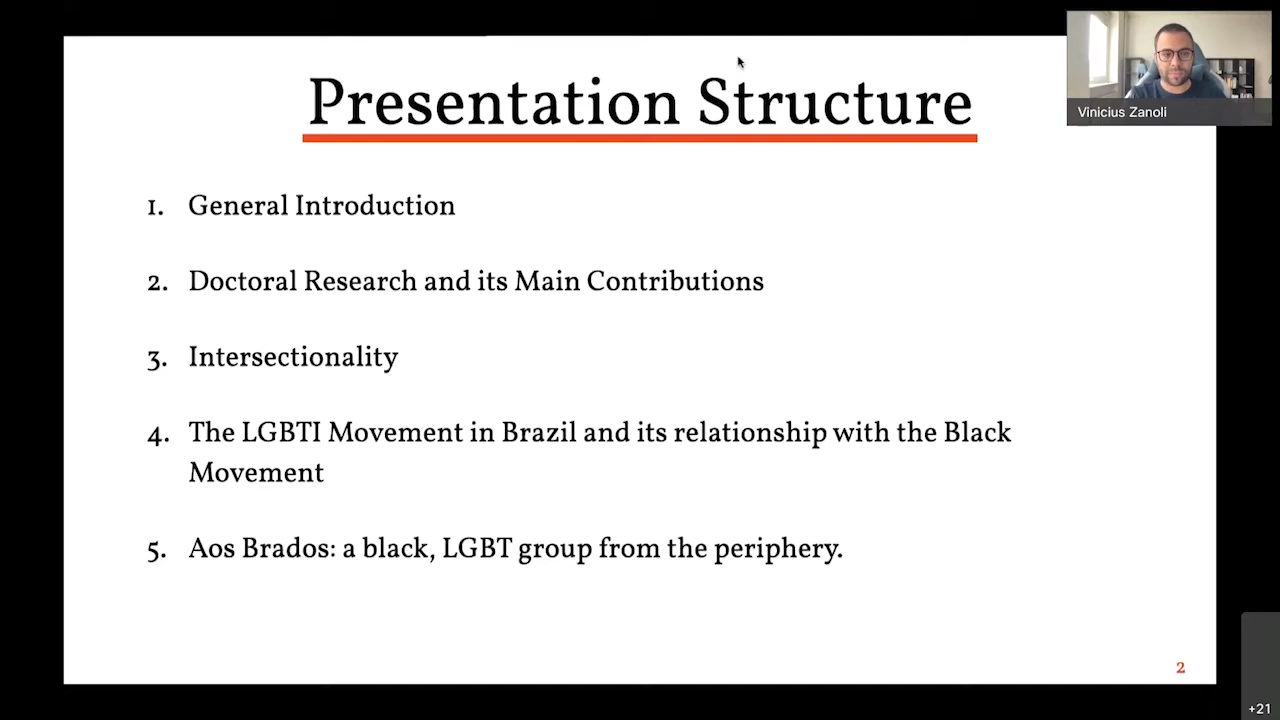 Presentation Structure
Vinicius Zanoli
1. General Introduction
2. Doctoral Research and its Main Contributions
3. Intersectionality
4. The LGBTI Movement in Brazil and its relationship with the Black
Movement
5. Aos Brados: a black, LGBT group from the periphery.
2
+21